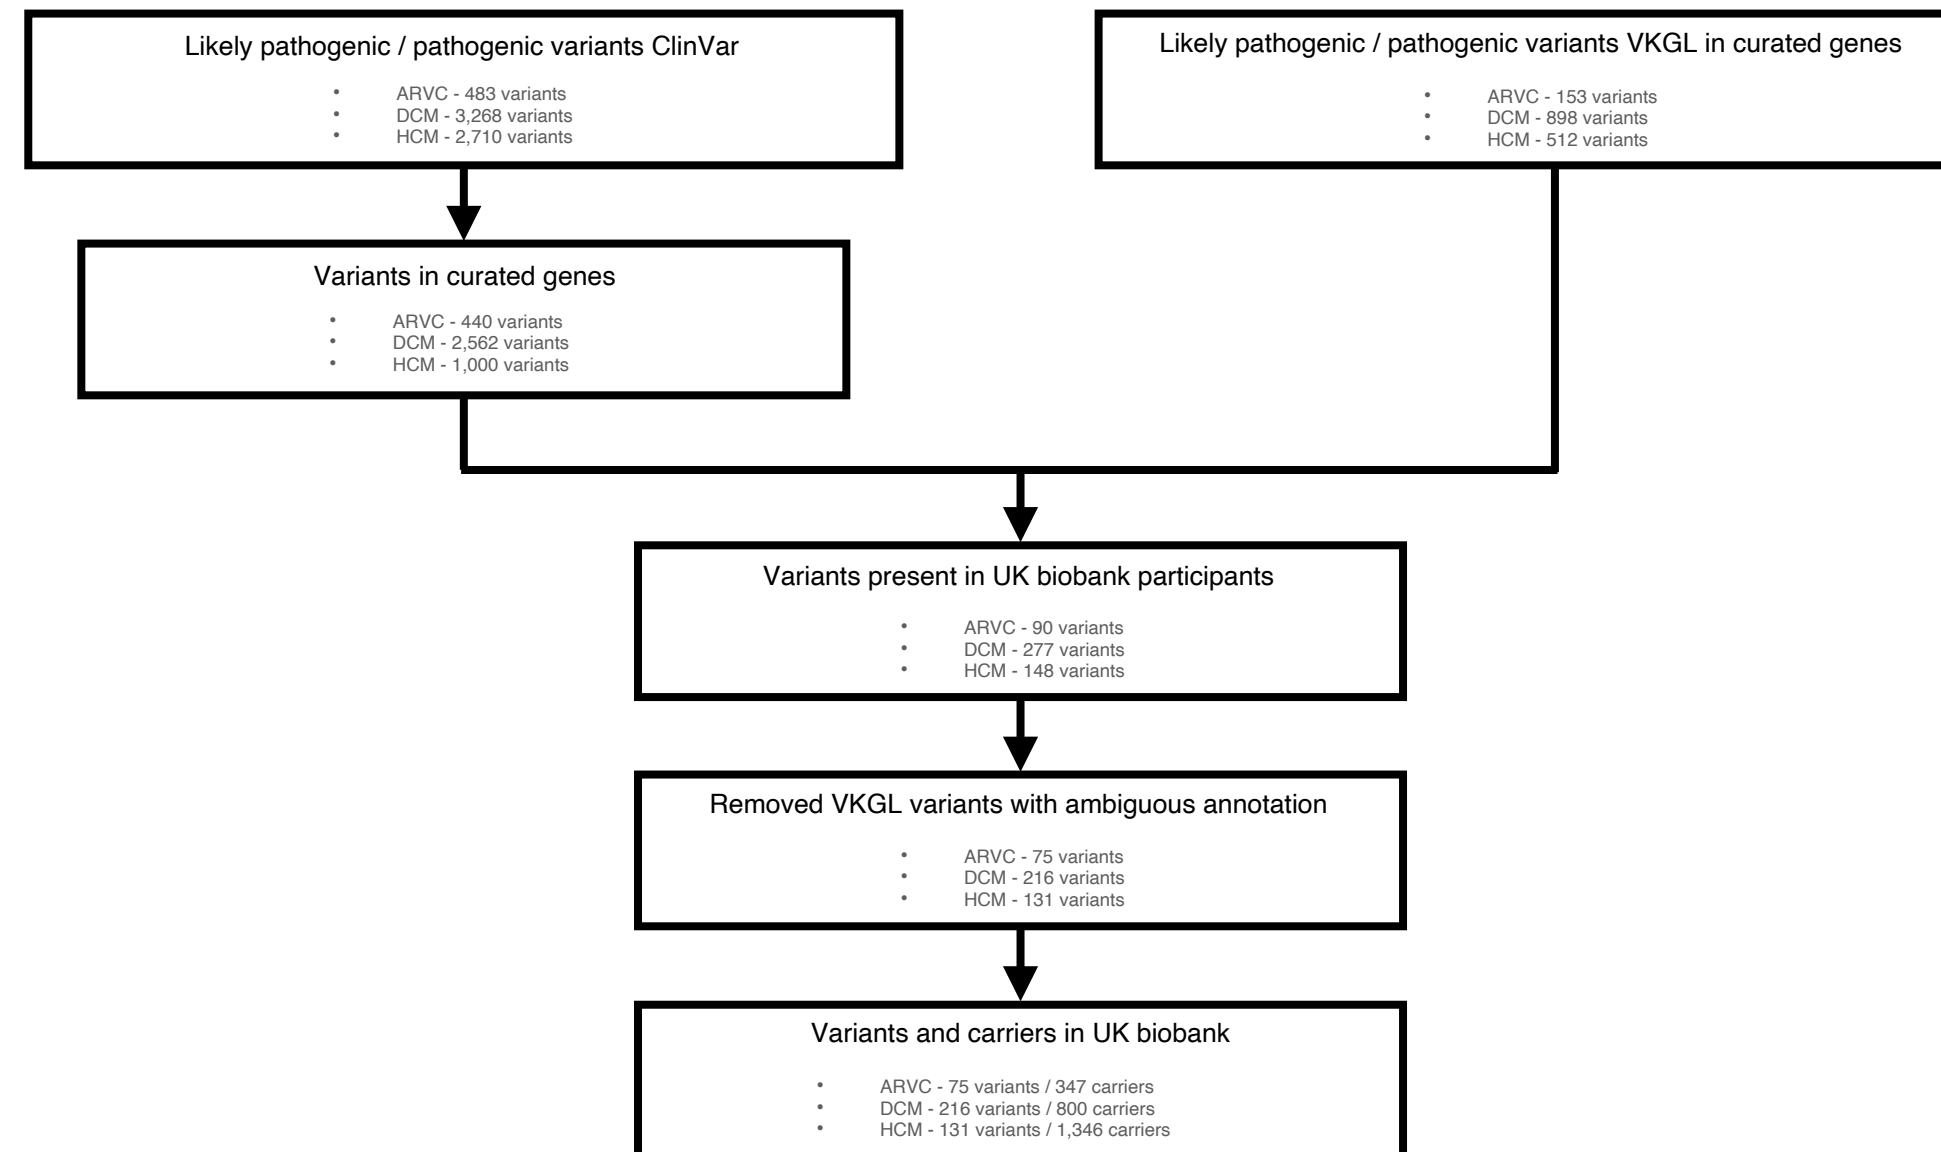 Likely pathogenic / pathogenic variants ClinVar
• ARVC - 483 variants
• DCM - 3,268 variants
• HCM - 2,710 variants
Likely pathogenic / pathogenic variants VKGL in curated genes
• ARVC - 153 variants
• DCM - 898 variants
• HCM - 512 variants
Variants in curated genes
• ARVC - 440 variants
• DCM - 2,562 variants
• HCM - 1,000 variants
Variants present in UK biobank participants
• ARVC - 90 variants
• DCM - 277 variants
• HCM - 148 variants
Removed VKGL variants with ambiguous annotation
• ARVC - 75 variants
• DCM - 216 variants
• HCM - 131 variants
Variants and carriers in UK biobank
• ARVC - 75 variants / 347 carriers
• DCM - 216 variants / 800 carriers
• HCM - 131 variants / 1,346 carriers